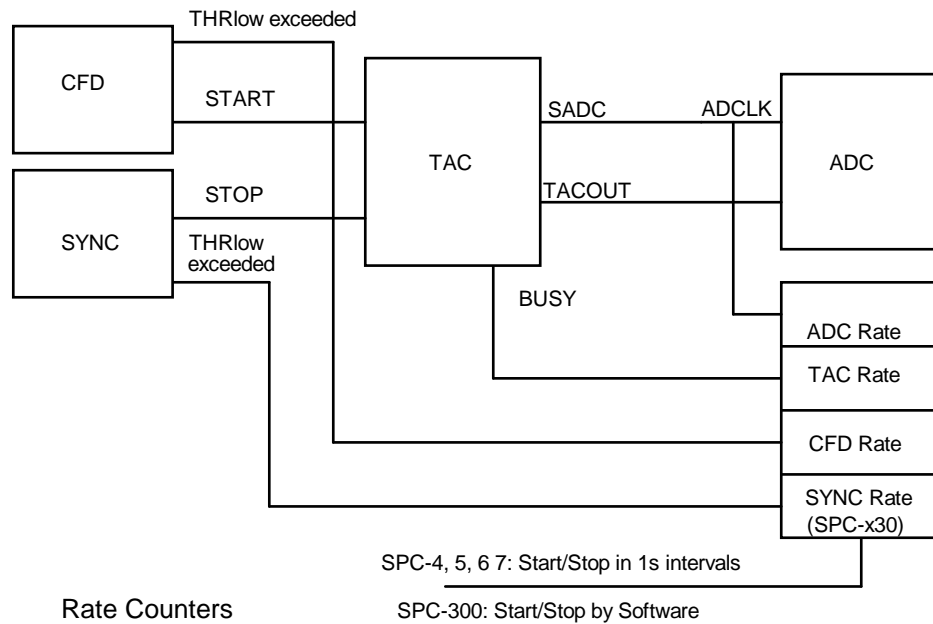 THRlow exceeded
CFD
START
SADC
ADCLK
TAC
ADC
STOP
TACOUT
SYNC
THRlow
exceeded
BUSY
ADC Rate
TAC Rate
CFD Rate
SYNC Rate
(SPC-x30)
SPC-4, 5, 6 7: Start/Stop in 1s intervals
Rate Counters
SPC-300: Start/Stop by Software